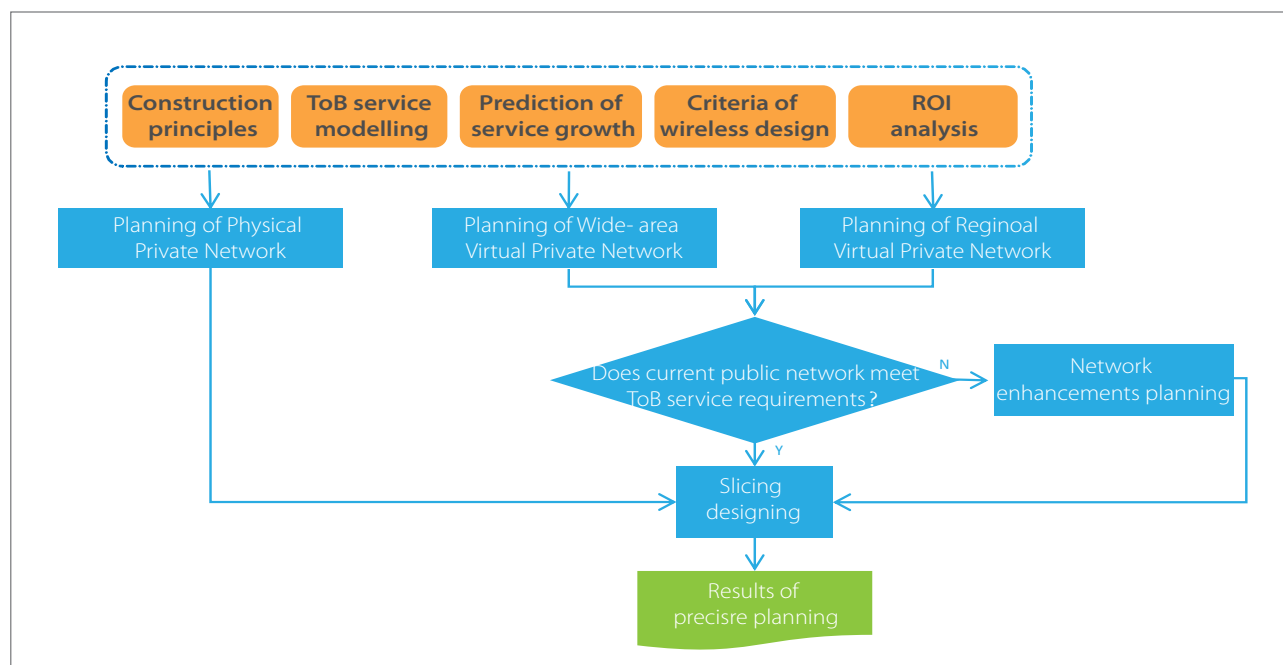 Construction
principles
ToB service
modelling
Prediction of
service growth
Criteria of
wireless design
ROI
analysis
Planning of Physical
Private Network
Planning of Wide- area
Virtual Private Network
Planning of Reginoal
Virtual Private Network
Does current public network meet
ToB service requirements?
N
Network
enhancements planning
Y
Slicing
designing
Results of
precisre planning